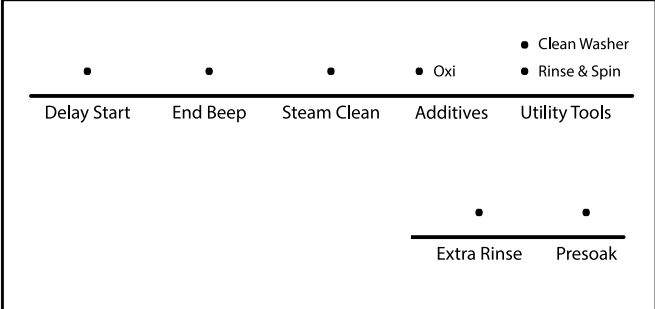 Clean Washer
Oxi Rinse & Spin
Delay Start End Beep Steam Clean Additives Utility Tools
Extra Rinse Presoak